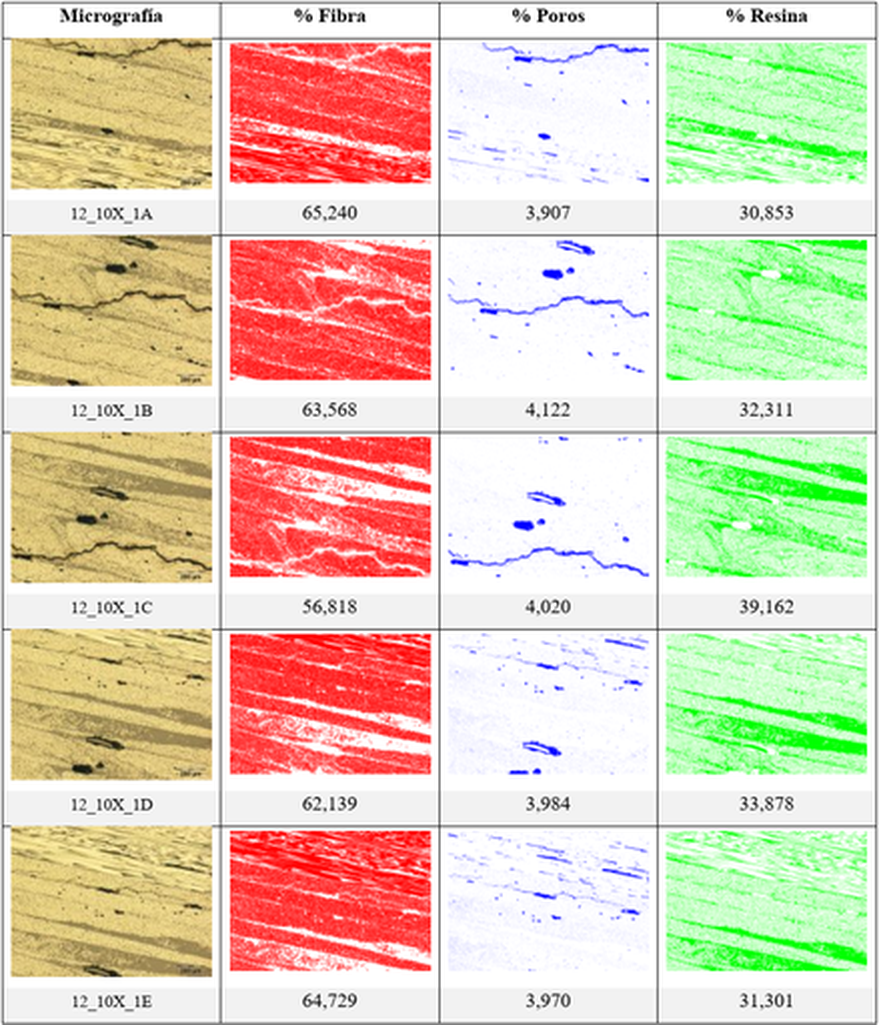 Micrografía % Fibra % Poros % Resina
12_10X_1A 65,240 3,907 30,853
12_10X_1B 63,568 4,122 32,311
12_10X_1C 56,818 4,020 39,162
12_10X_1D 62,139 3,984 33,878
12_10X_1E 64,729 3,970 31,301